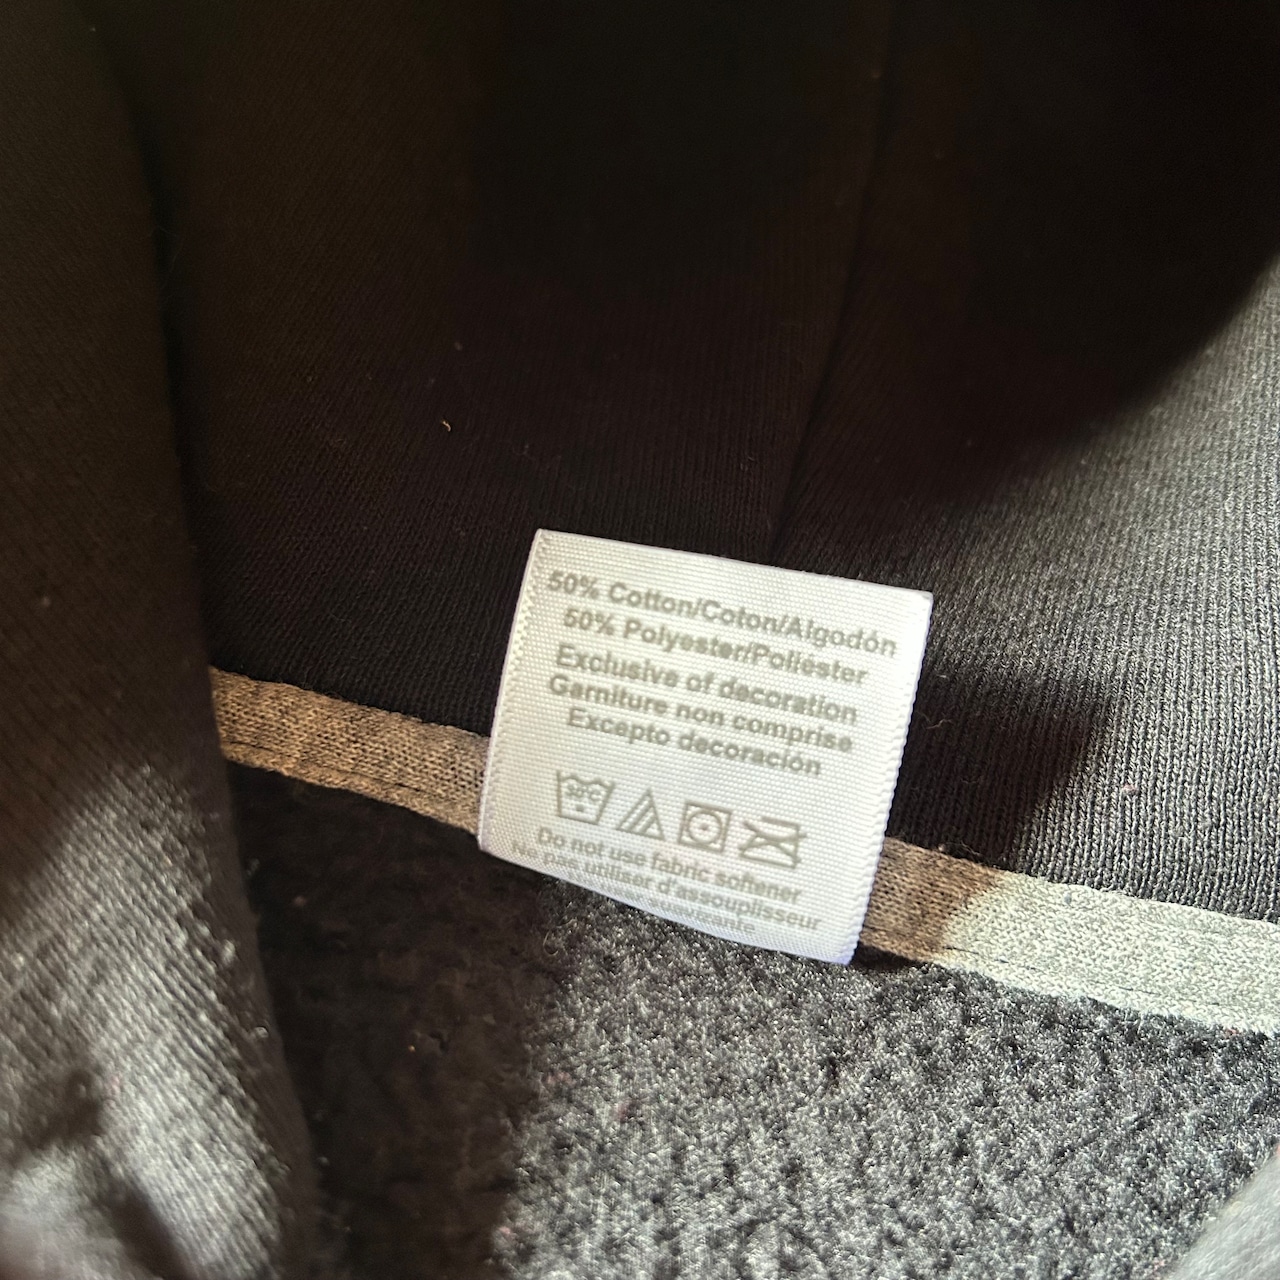 50% Cotton/Coton/Algodón
50% Polyester/Poliéster
Exclusive of decoration
Garniture non comprise
Excepto decoración
30°C
Do not use fabric softener
Ne pas utiliser d'assouplisseur